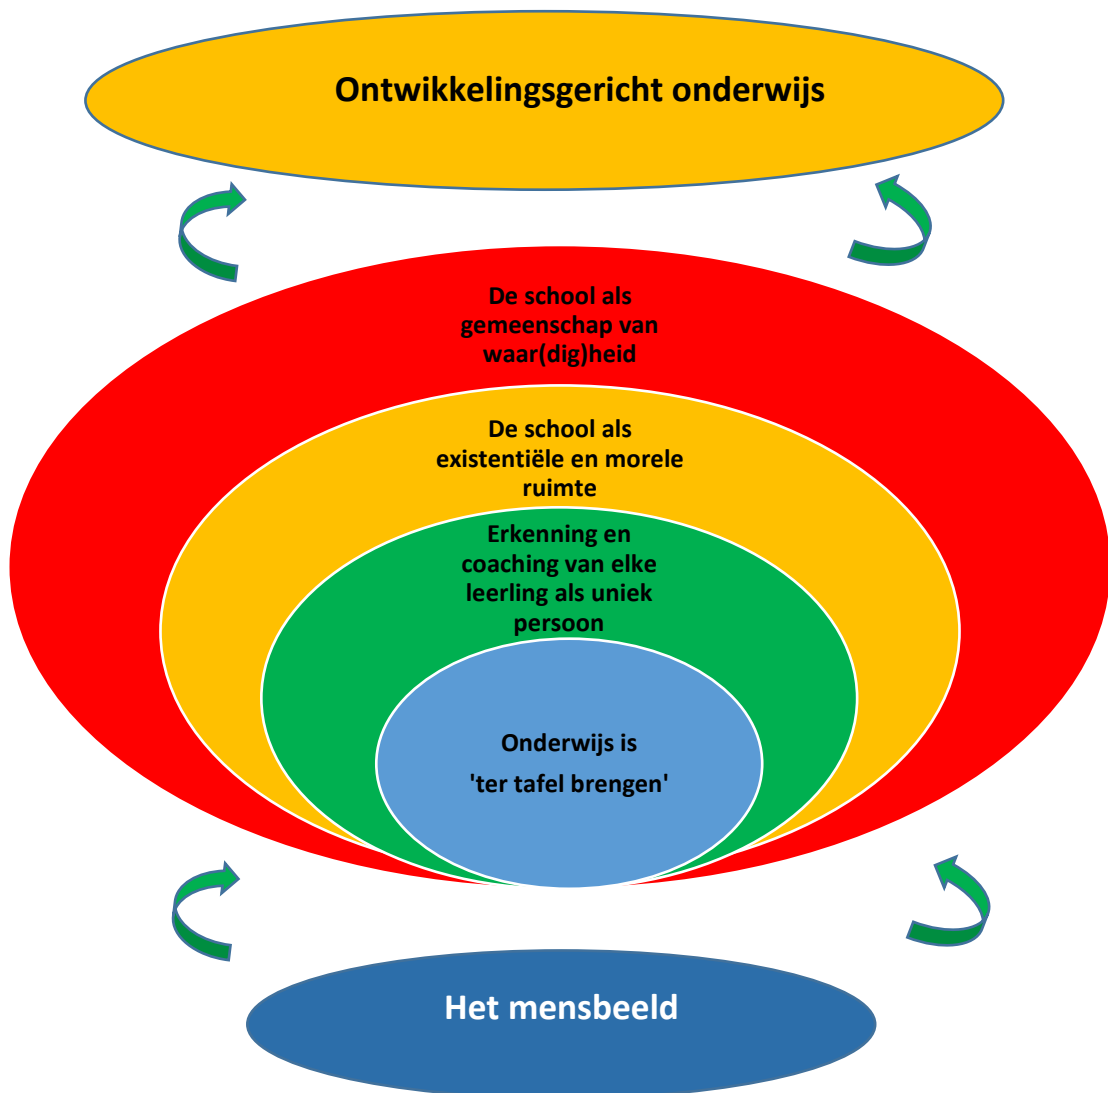 Ontwikkelingsgericht onderwijs
De school als
gemeenschap van
waar(dig)heid
De school als
existentiële en morele
ruimte
Erkenning en
coaching van elke
leerling als uniek
persoon
Onderwijs is
'ter tafel brengen'
Het mensbeeld